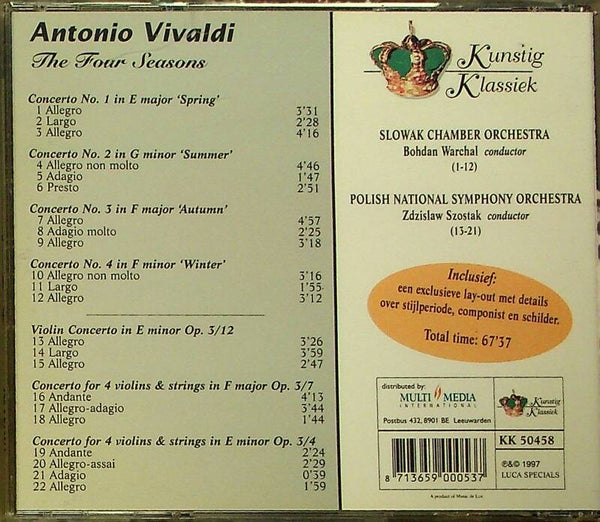 Antonio Vivaldi
The Four Seasons
Concerto No. 1 in E major 'Spring'
1 Allegro 3'31
2 Largo 2'28
3 Allegro 4'16
Concerto No. 2 in G minor 'Summer'
4 Allegro non molto 4'46
5 Adagio 1'47
6 Presto 2'51
Concerto No. 3 in F major 'Autumn'
7 Allegro 4'57
8 Adagio molto 2'25
9 Allegro 3'18
Concerto No. 4 in F minor 'Winter'
10 Allegro non molto 3'16
11 Largo 1'55
12 Allegro 3'12
Violin Concerto in E minor Op. 3/12
13 Allegro 3'26
14 Largo 3'59
15 Allegro 2'47
Concerto for 4 violins & strings in F major Op. 3/7
16 Andante 4'13
17 Allegro-adagio 3'44
18 Allegro 1'44
Concerto for 4 violins & strings in E minor Op. 3/4
19 Andante 2'24
20 Allegro-assai 2'29
21 Adagio 0'39
22 Allegro 1'59
Kunstig
Klassiek
SLOWAK CHAMBER ORCHESTRA
Bohdan Warchal conductor
(1-12)
POLISH NATIONAL SYMPHONY ORCHESTRA
Zdzislaw Szostak conductor
(13-21)
Inclusief:
een exclusieve lay-out met details
over stijlperiode, componist en schilder.
Total time: 67'37
distributed by:
MULTI MEDIA
INTERNATIONAL
Postbus 432, 8901 BE Leeuwarden
Kunstig
Klassiek
KK 50458
8 713659 000537
℗&© 1997
LUCA SPECIALS
A product of Music de Lux